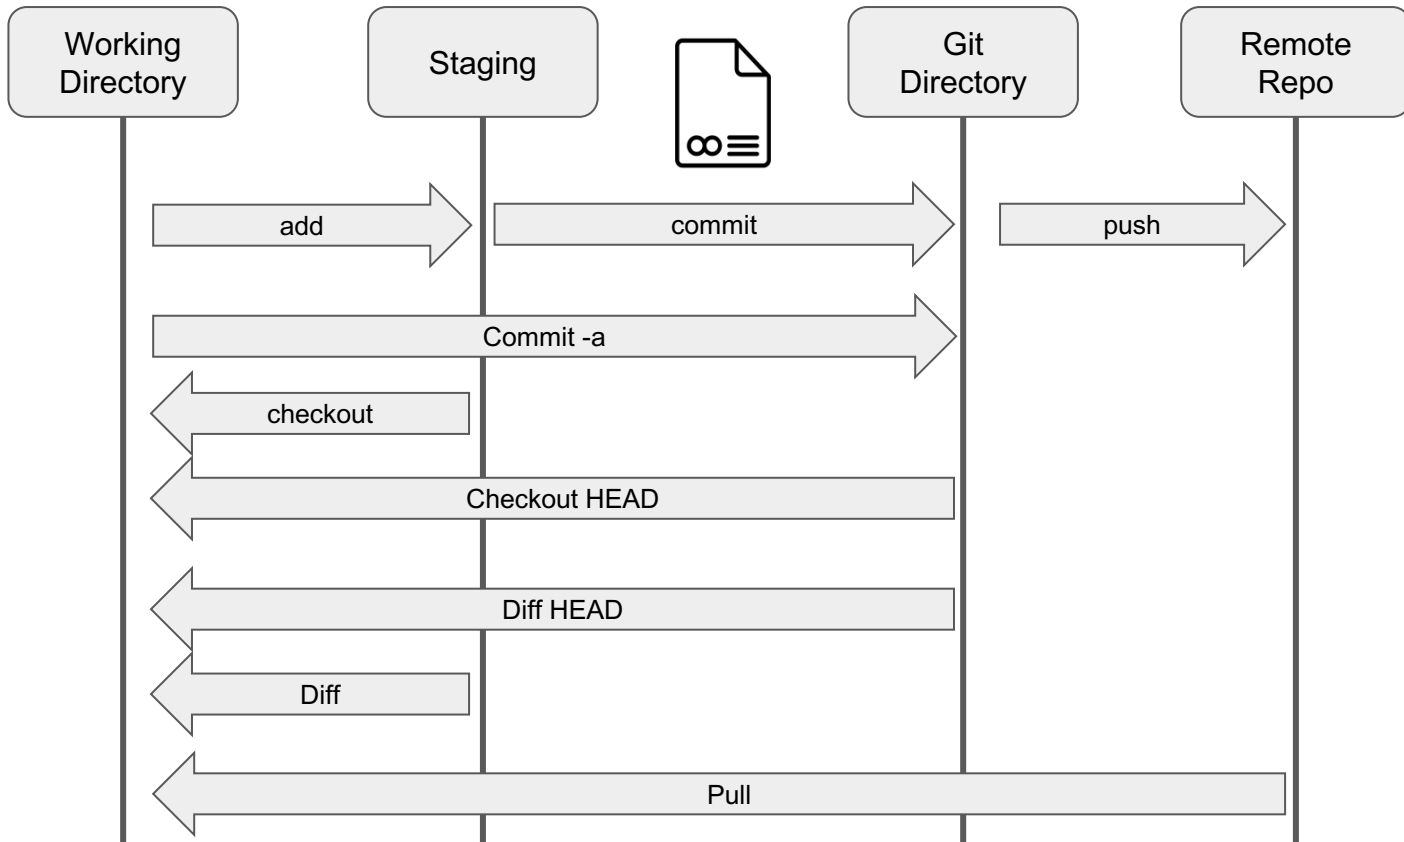 Working
Directory
Staging
Git
Directory
Remote
Repo
add
commit
push
Commit -a
checkout
Checkout HEAD
Diff HEAD
Diff
Pull